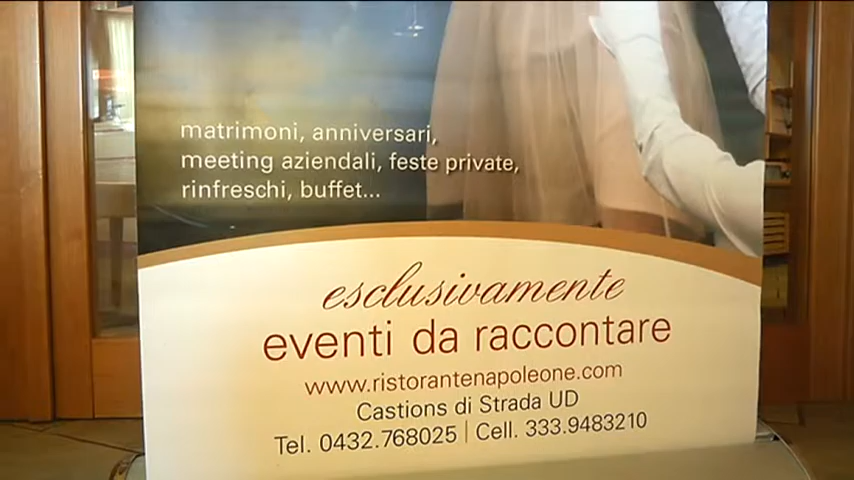 matrimoni, anniversari,
meeting aziendali, feste private,
rinfreschi, buffet...
esclusivamente
eventi da raccontare
www.ristorantenapoleone.com
Castions di Strada UD
Tel. 0432.768025 | Cell. 333.9483210